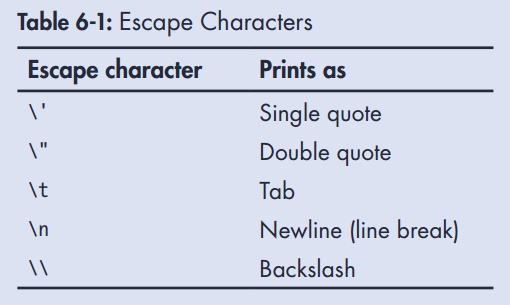 Table 6-1: Escape Characters
Escape character Prints as
\' Single quote
\" Double quote
\t Tab
\n Newline (line break)
\\ Backslash